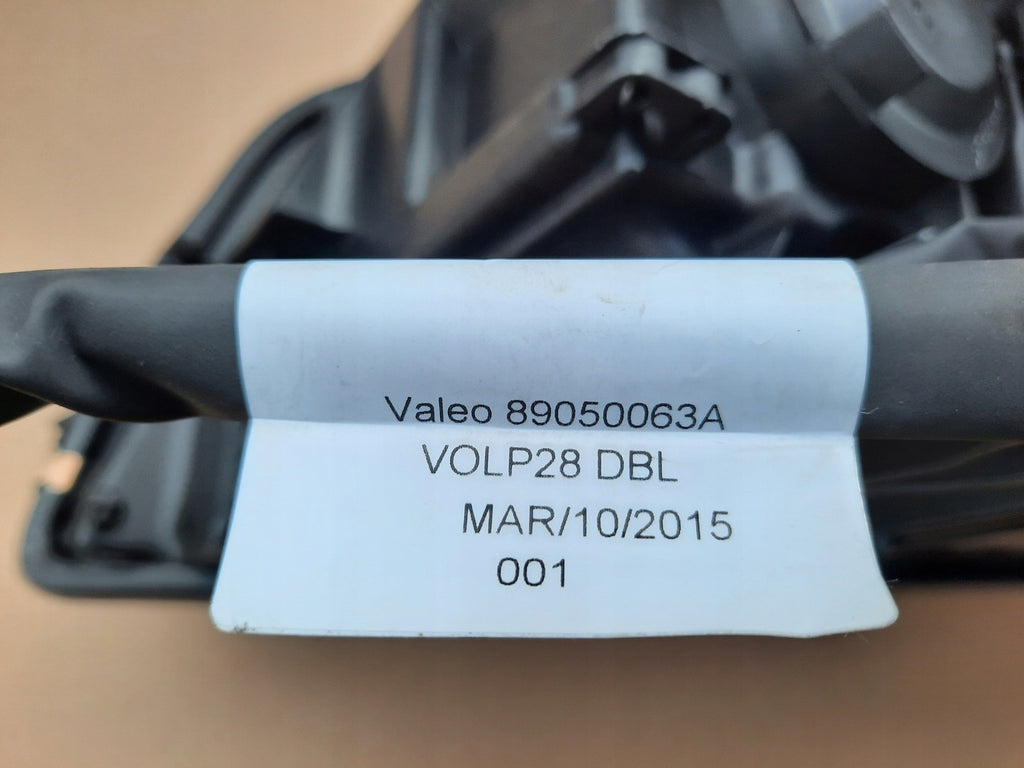 Valeo 89050063A
VOLP28 DBL
MAR/10/2015
001